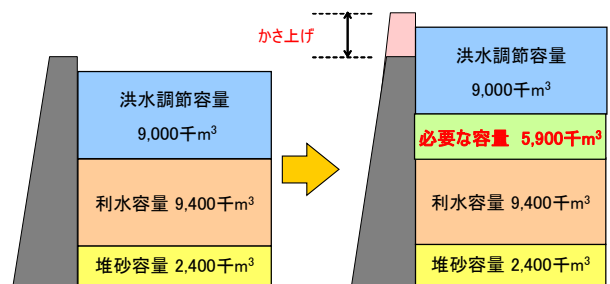 洪水調節容量
9,000千m³
利水容量 9,400千m³
堆砂容量 2,400千m³
かさ上げ
洪水調節容量
9,000千m³
必要な容量 5,900千m³
利水容量 9,400千m³
堆砂容量 2,400千m³